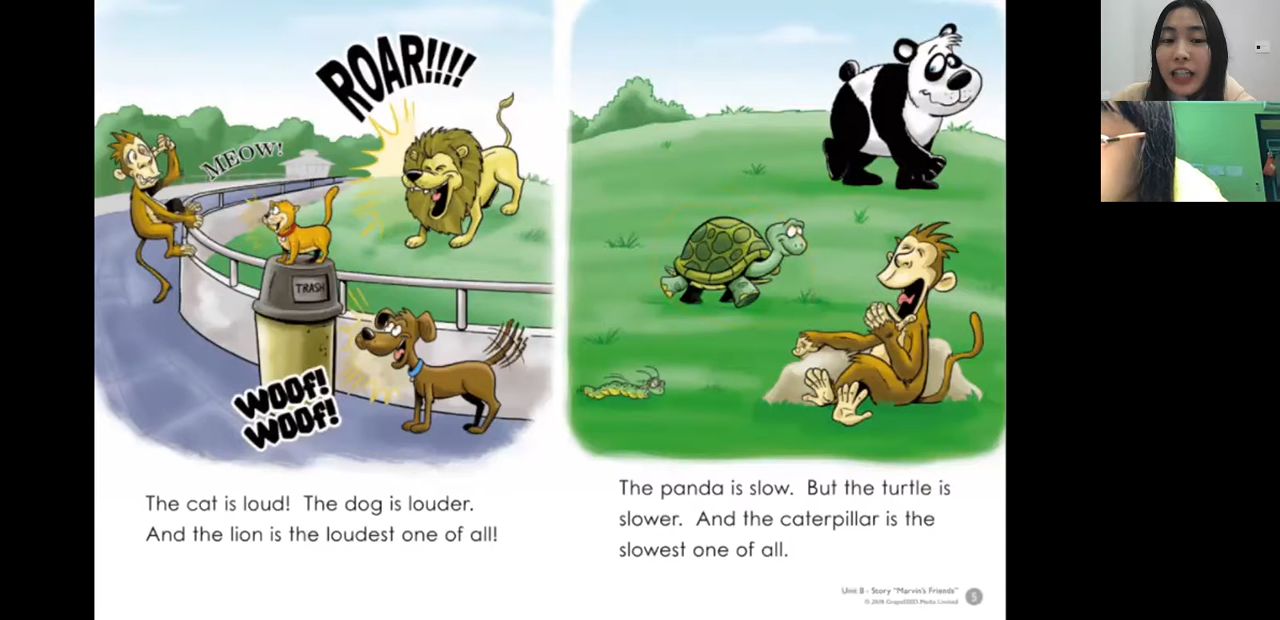 ROAR!!!!
MEOW!
TRASH
WOOF!
WOOF!
The cat is loud! The dog is louder.
And the lion is the loudest one of all!
The panda is slow. But the turtle is
slower. And the caterpillar is the
slowest one of all.
Unit 8 - Story "Marvin's Friends"
Media Limited
5